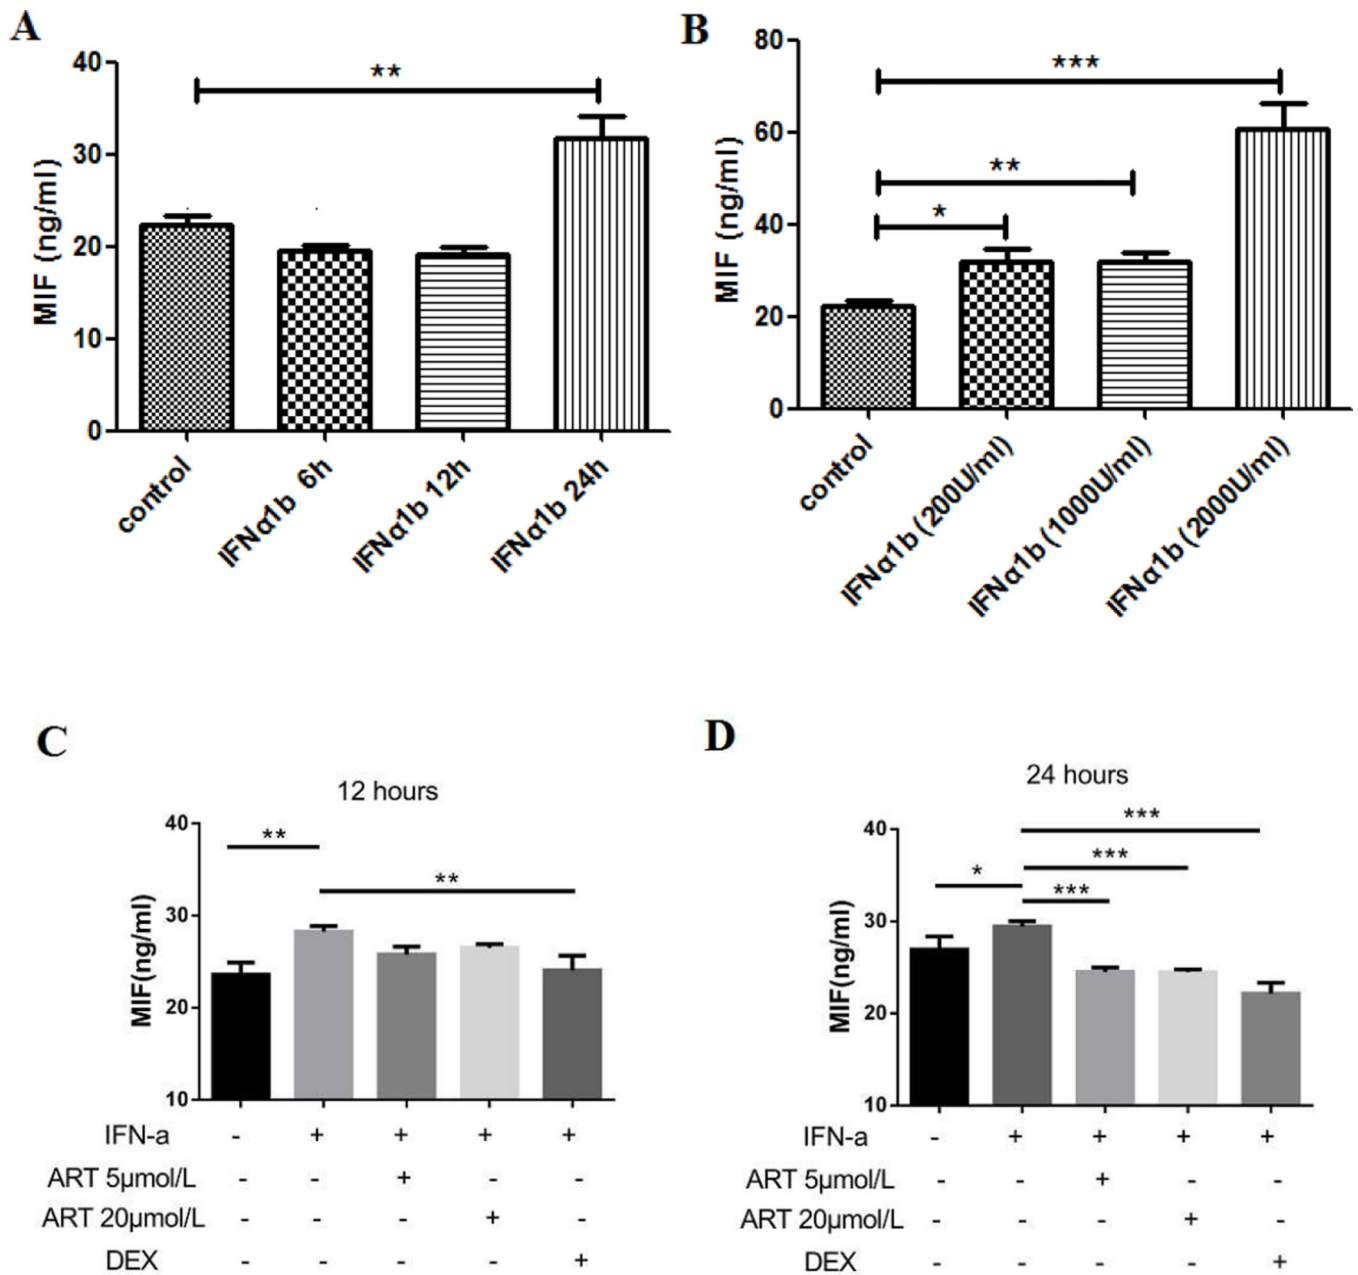 A
MIF (ng/ml)
40
30
20
10
0
**
control
IFNα1b 6h
IFNα1b 12h
IFNα1b 24h
B
MIF (ng/ml)
80
60
40
20
0
***
**
*
control
IFNα1b (200U/ml)
IFNα1b (1000U/ml)
IFNα1b (2000U/ml)
C
12 hours
MIF(ng/ml)
40
30
20
10
**
**
IFN-a - + + + +
ART 5μmol/L - - + - -
ART 20μmol/L - - - + -
DEX - - - - +
D
24 hours
MIF(ng/ml)
40
30
20
10
***
***
*
***
IFN-a - + + + +
ART 5μmol/L - - + - -
ART 20μmol/L - - - + -
DEX - - - - +